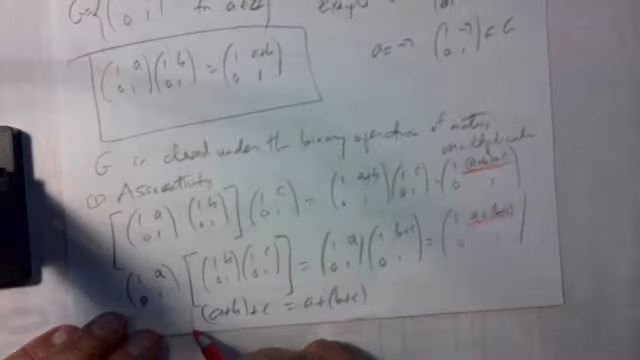 G = { (1 a; 0 1) for a ∈ Z }
a = -7 (1 -7; 0 1) ∈ G
(1 a; 0 1)(1 b; 0 1) = (1 a+b; 0 1)
G is closed under the binary operation of matrix
multiplication
(1) Associativity
[(1 a; 0 1)(1 b; 0 1)](1 c; 0 1) = (1 a+b; 0 1)(1 c; 0 1) = (1 (a+b)+c; 0 1)
(1 a; 0 1)[(1 b; 0 1)(1 c; 0 1)] = (1 a; 0 1)(1 b+c; 0 1) = (1 a+(b+c); 0 1)
(a+b)+c = a+(b+c)